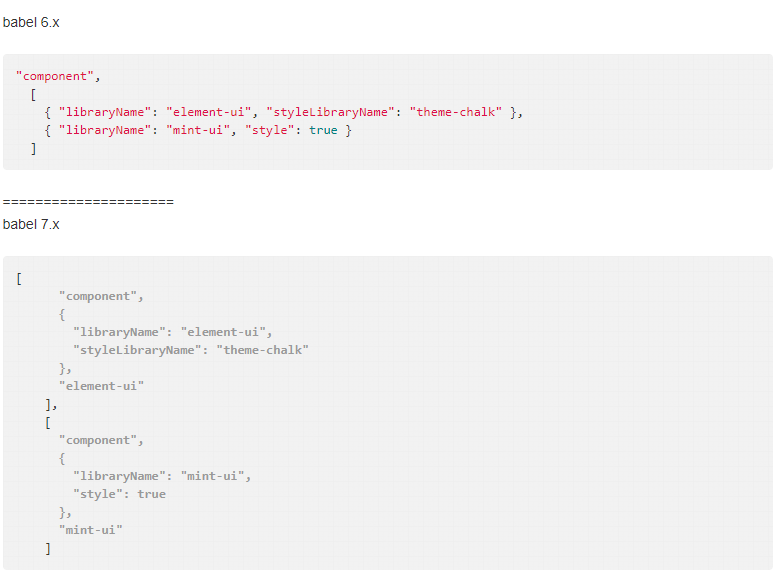 babel 6.x
"component",
  [
    { "libraryName": "element-ui", "styleLibraryName": "theme-chalk" },
    { "libraryName": "mint-ui", "style": true }
  ]
=====================
babel 7.x
[
      "component",
      {
        "libraryName": "element-ui",
        "styleLibraryName": "theme-chalk"
      },
      "element-ui"
    ],
    [
      "component",
      {
        "libraryName": "mint-ui",
        "style": true
      },
      "mint-ui"
    ]